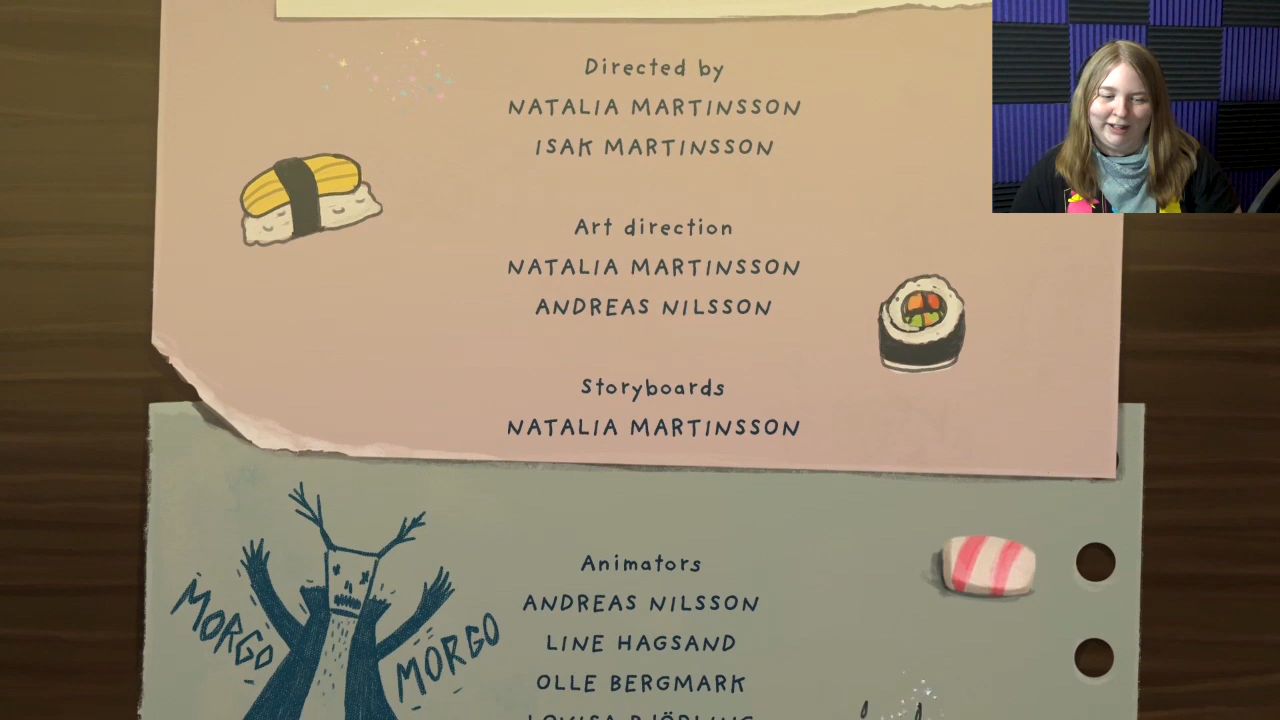 Directed by
NATALIA MARTINSSON
ISAK MARTINSSON
Art direction
NATALIA MARTINSSON
ANDREAS NILSSON
Storyboards
NATALIA MARTINSSON
MORGO
MORGO
Animators
ANDREAS NILSSON
LINE HAGSAND
OLLE BERGMARK